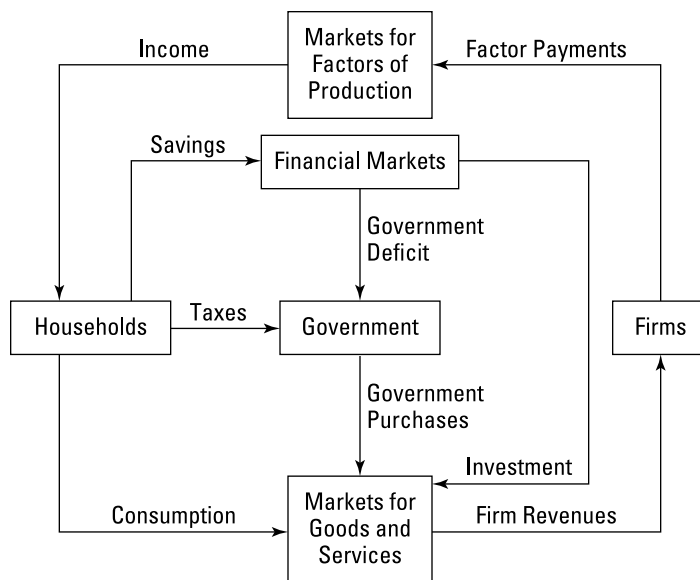 Income
Markets for
Factors of
Production
Factor Payments
Savings
Financial Markets
Government
Deficit
Households
Taxes
Government
Firms
Government
Purchases
Investment
Consumption
Markets for
Goods and
Services
Firm Revenues